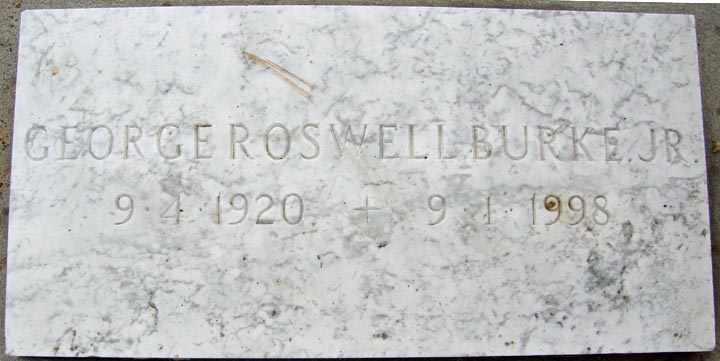 GEORGE ROSWELL BURKE, JR.
9·4·1920 + 9·1·1998